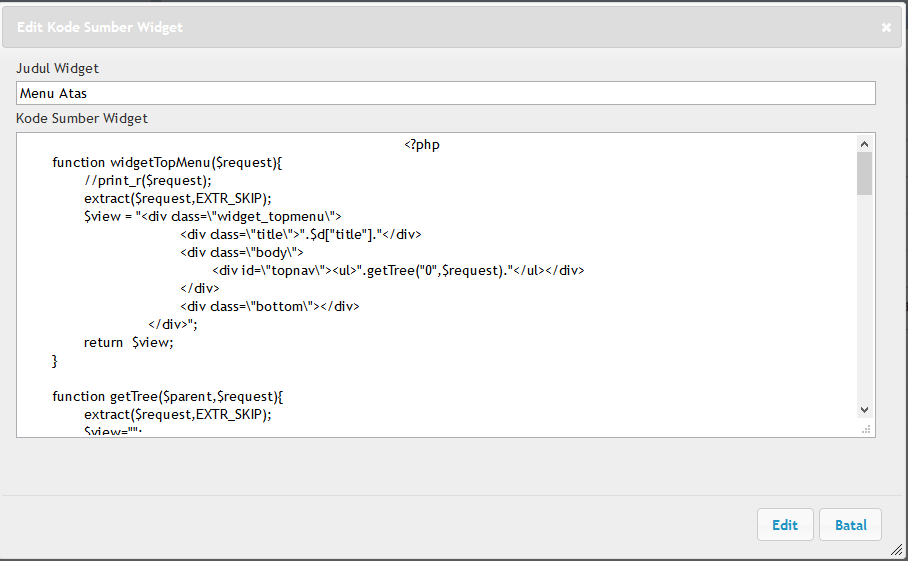 Edit Kode Sumber Widget
Judul Widget
Menu Atas
Kode Sumber Widget
<?php
function widgetTopMenu($request){
//print_r($request);
extract($request,EXTR_SKIP);
$view = "<div class=\"widget_topmenu\">
<div class=\"title\">".$d["title"]."</div>
<div class=\"body\">
<div id=\"topnav\"><ul>".getTree("0",$request)."</ul></div>
</div>
<div class=\"bottom\"></div>
</div>";
return  $view;
}
function getTree($parent,$request){
extract($request,EXTR_SKIP);
$view="";
Edit
Batal